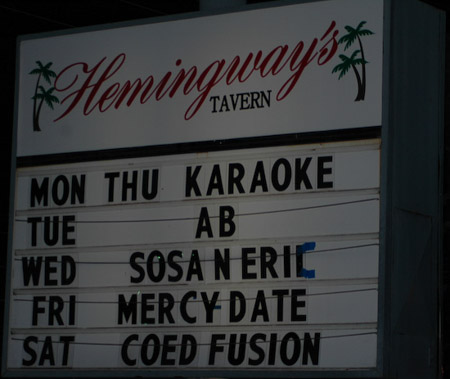 Hemingway's
TAVERN
MON THU KARAOKE
TUE AB
WED SOSA N ERIC
FRI MERCY-DATE
SAT COED FUSION